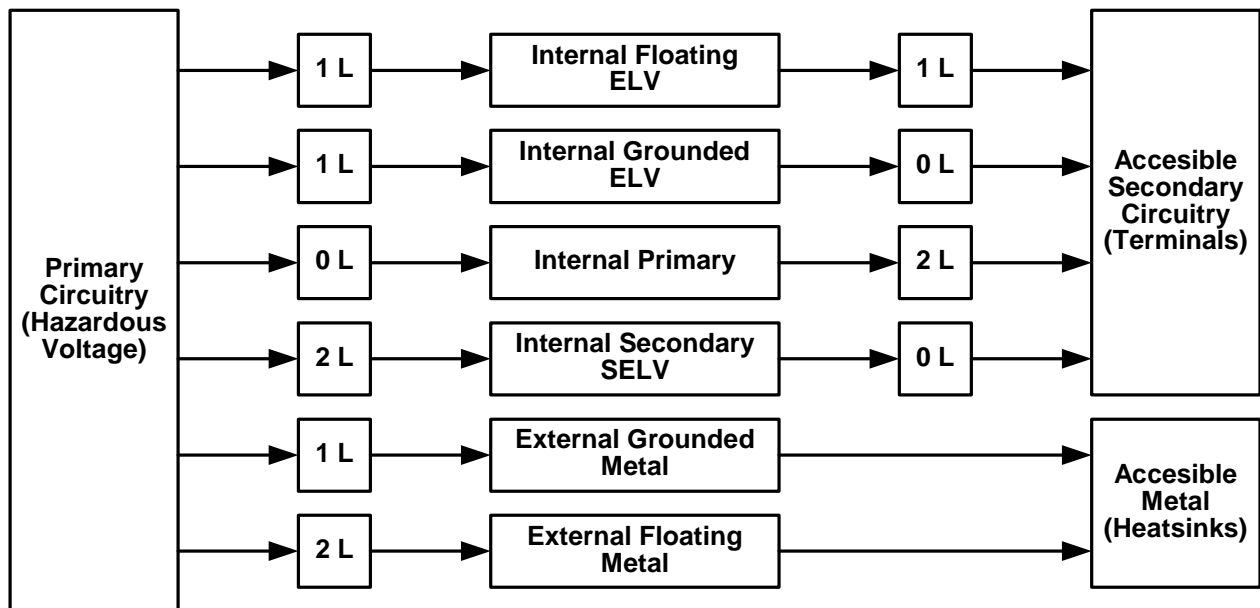 Primary
Circuitry
(Hazardous
Voltage)
1 L
Internal Floating
ELV
1 L
1 L
Internal Grounded
ELV
0 L
0 L
Internal Primary
2 L
2 L
Internal Secondary
SELV
0 L
Accesible
Secondary
Circuitry
(Terminals)
1 L
External Grounded
Metal
2 L
External Floating
Metal
Accesible
Metal
(Heatsinks)